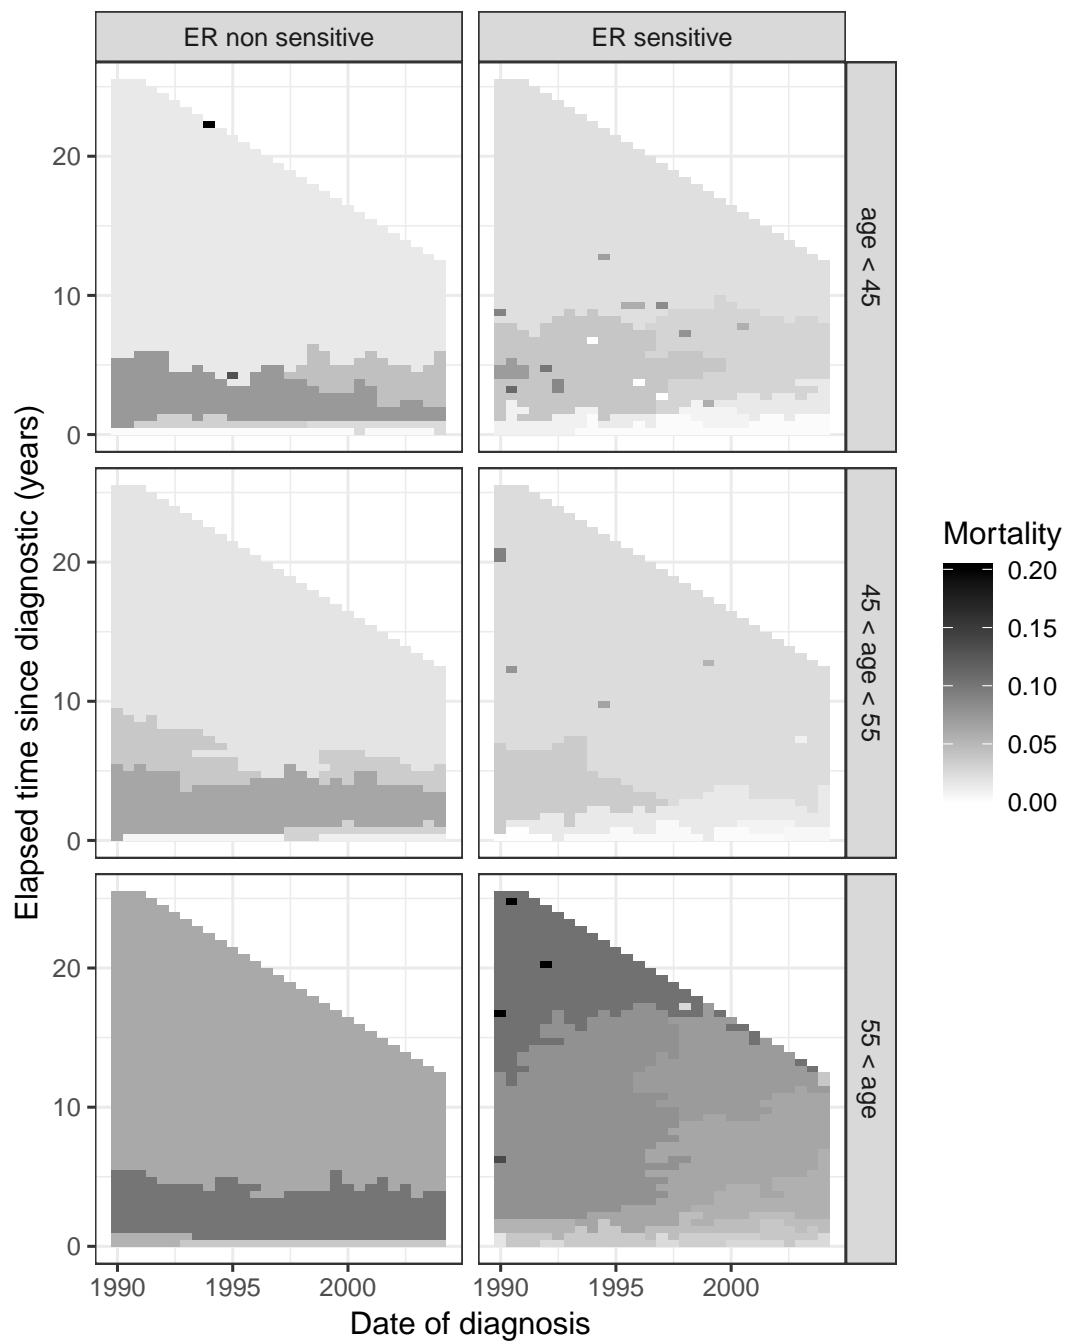 ER non sensitive
ER sensitive
20
10
0
age < 45
20
10
0
45 < age < 55
20
10
0
55 < age
1990
1995
2000
1990
1995
2000
Date of diagnosis
Elapsed time since diagnostic (years)
Mortality
0.20
0.15
0.10
0.05
0.00